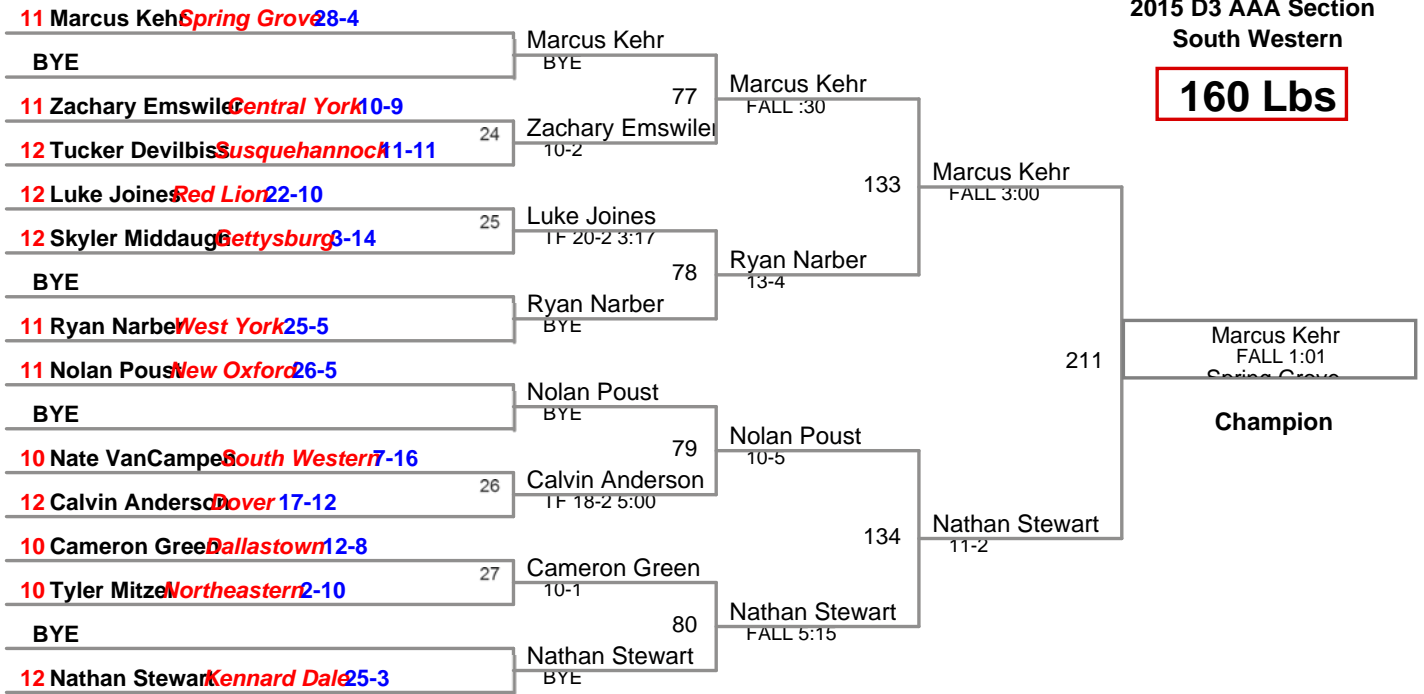 2015 D3 AAA Section
South Western
160 Lbs
11 Marcus Kehr Spring Grove 28-4
BYE
11 Zachary Emswiler Central York 10-9
12 Tucker Devilbiss Susquehannock 11-11
12 Luke Joines Red Lion 22-10
12 Skyler Middaugh Gettysburg 3-14
BYE
11 Ryan Narber West York 25-5
11 Nolan Poust New Oxford 26-5
BYE
10 Nate VanCampen South Western 7-16
12 Calvin Anderson Dover 17-12
10 Cameron Green Dallastown 12-8
10 Tyler Mitzel Northeastern 2-10
BYE
12 Nathan Stewart Kennard Dale 25-3
24
25
26
27
Marcus Kehr
BYE
Zachary Emswiler
10-2
Luke Joines
TF 20-2 3:17
Ryan Narber
BYE
Nolan Poust
BYE
Calvin Anderson
TF 18-2 5:00
Cameron Green
10-1
Nathan Stewart
BYE
77
78
79
80
Marcus Kehr
FALL :30
Ryan Narber
13-4
Nolan Poust
10-5
Nathan Stewart
FALL 5:15
133
134
Marcus Kehr
FALL 3:00
Nathan Stewart
11-2
211
Marcus Kehr
FALL 1:01
Spring Grove
Champion